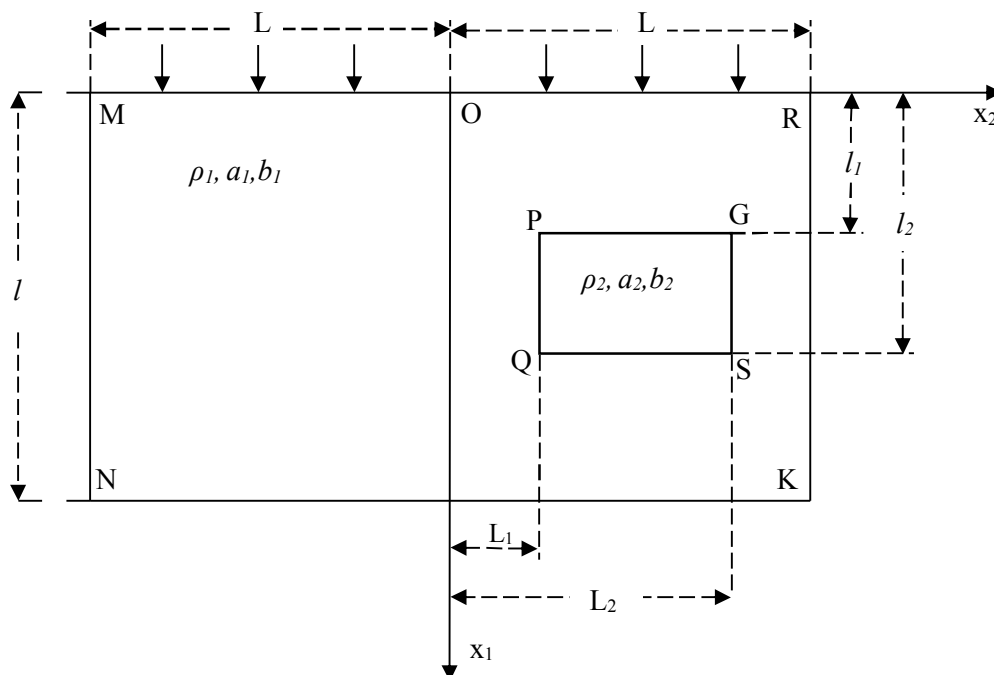 L L
M O R x₂
ρ₁, a₁,b₁ l₁
P G l₂
l ρ₂, a₂,b₂
Q S
N K
L₁
L₂
x₁